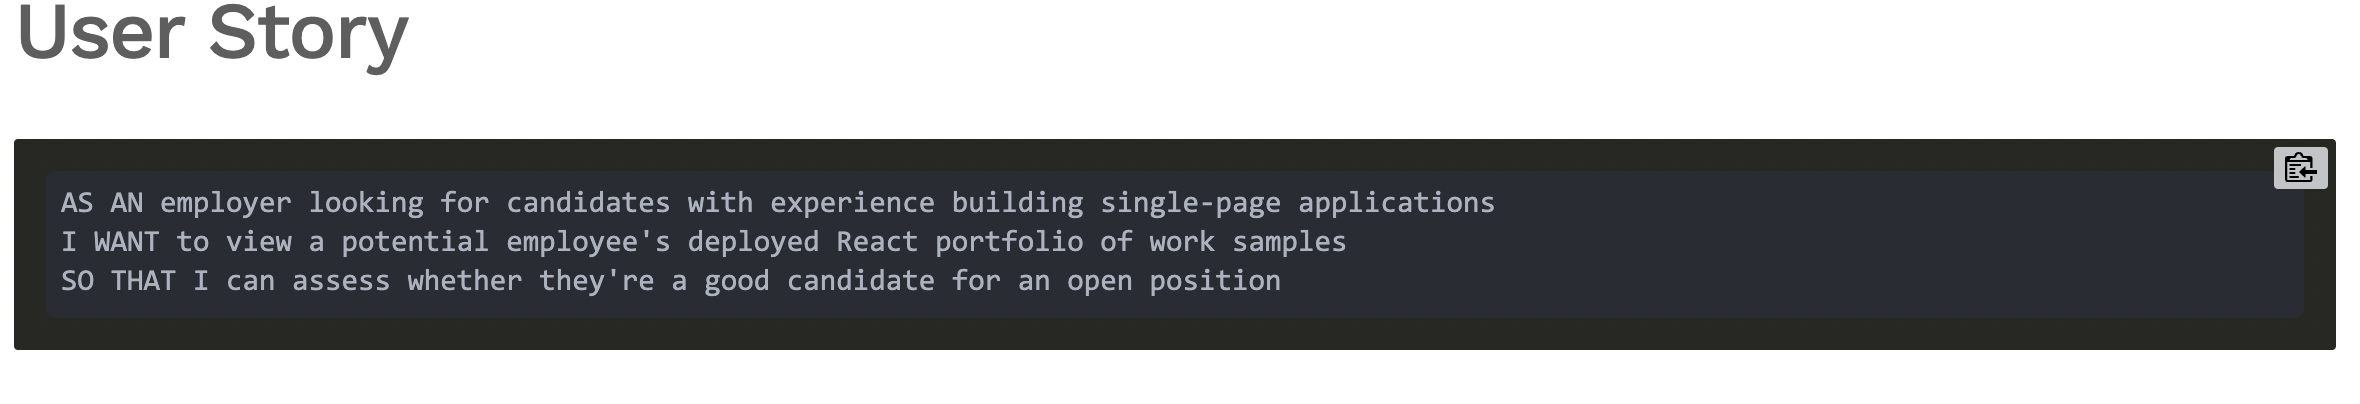 User Story
AS AN employer looking for candidates with experience building single-page applications
I WANT to view a potential employee's deployed React portfolio of work samples
SO THAT I can assess whether they're a good candidate for an open position